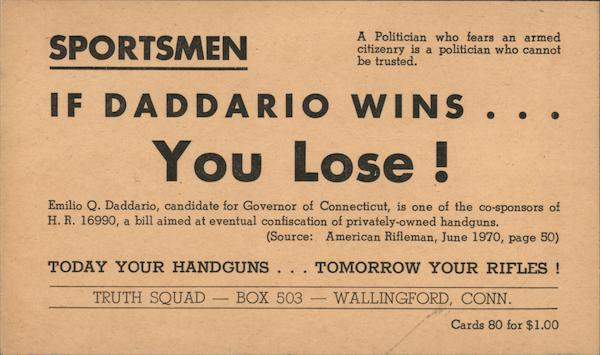 SPORTSMEN
A Politician who fears an armed
citizenry is a politician who cannot
be trusted.
IF DADDARIO WINS . . .
You Lose !
Emilio Q. Daddario, candidate for Governor of Connecticut, is one of the co-sponsors of
H. R. 16990, a bill aimed at eventual confiscation of privately-owned handguns.
(Source: American Rifleman, June 1970, page 50)
TODAY YOUR HANDGUNS . . . TOMORROW YOUR RIFLES !
TRUTH SQUAD — BOX 503 — WALLINGFORD, CONN.
Cards 80 for $1.00